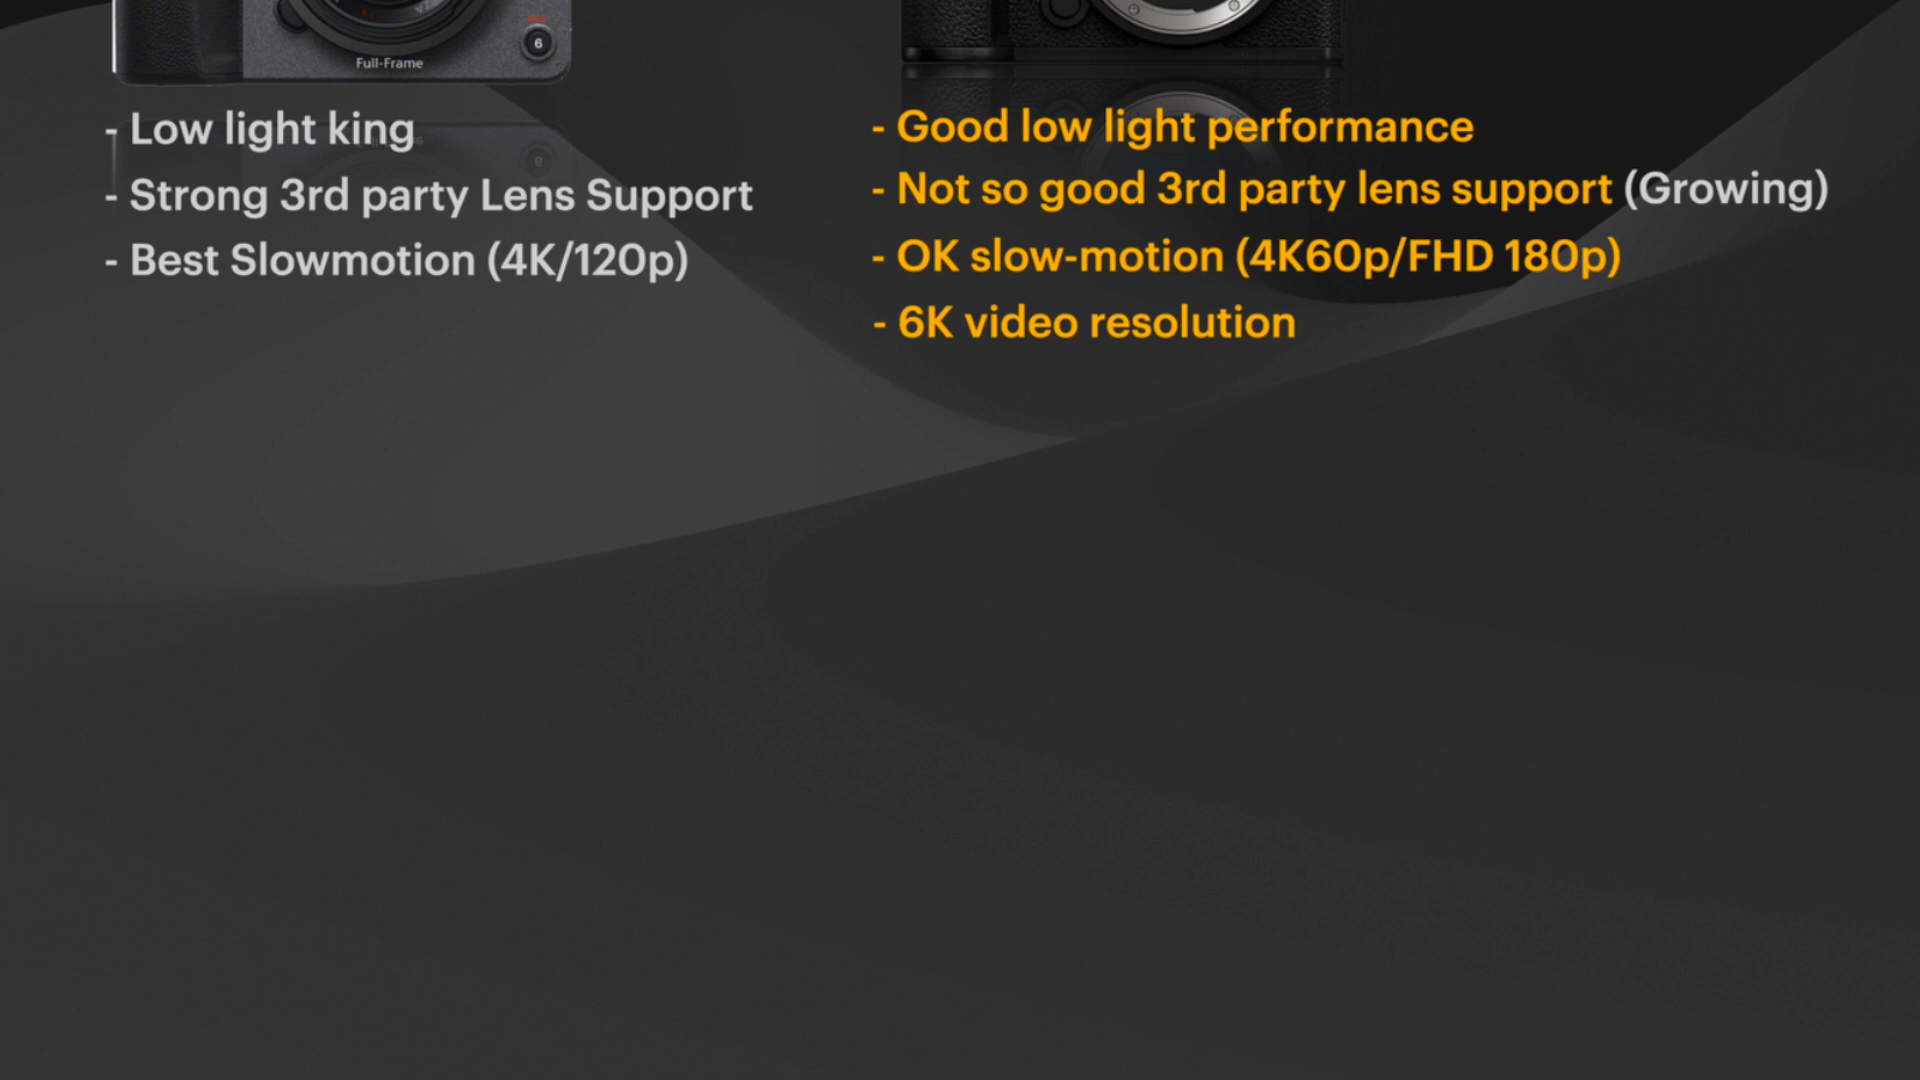 6
Full-Frame
- Low light king
- Strong 3rd party Lens Support
- Best Slowmotion (4K/120p)
- Good low light performance
- Not so good 3rd party lens support (Growing)
- OK slow-motion (4K60p/FHD 180p)
- 6K video resolution